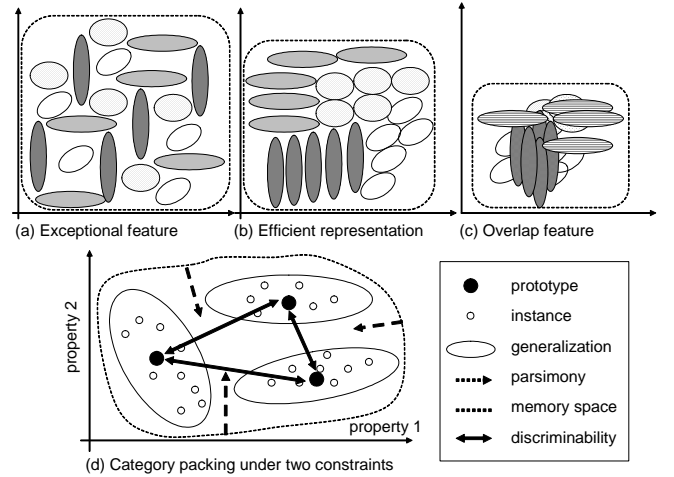 (a) Exceptional feature
(b) Efficient representation
(c) Overlap feature
property 2
property 1
(d) Category packing under two constraints
prototype
instance
generalization
parsimony
memory space
discriminability